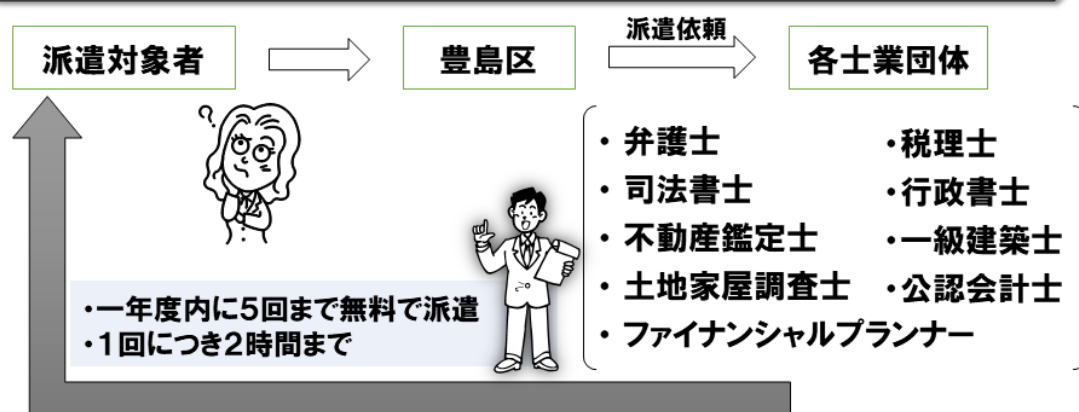 派遣対象者
豊島区
派遣依頼
各士業団体
?
・弁護士
・税理士
・司法書士
・行政書士
・不動産鑑定士
・一級建築士
・土地家屋調査士
・公認会計士
・ファイナンシャルプランナー
・一年度内に5回まで無料で派遣
・1回につき2時間まで